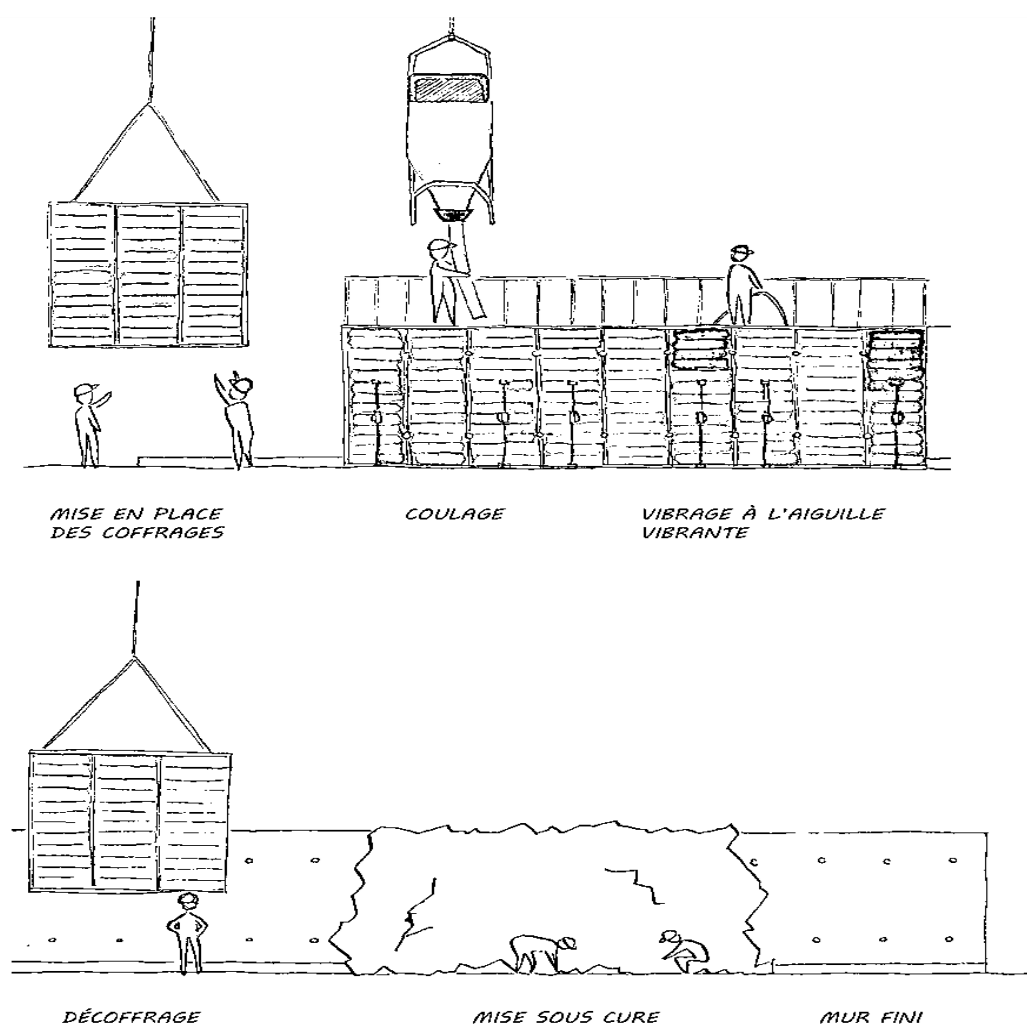 MISE EN PLACE
DES COFFRAGES
COULAGE
VIBRAGE À L'AIGUILLE
VIBRANTE
DÉCOFFRAGE
MISE SOUS CURE
MUR FINI